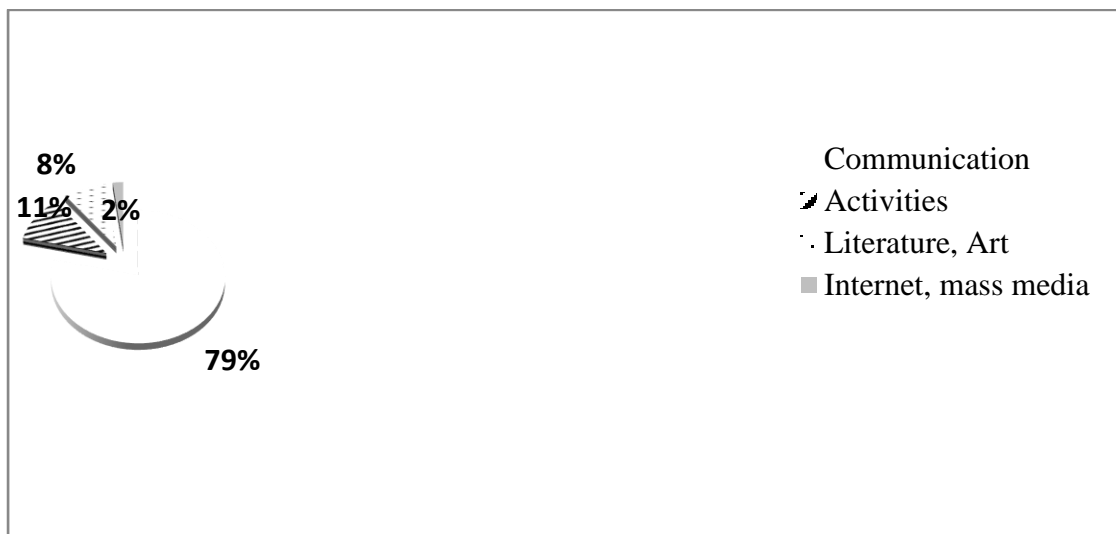 8%
11%
2%
79%
Communication
Activities
Literature, Art
Internet, mass media